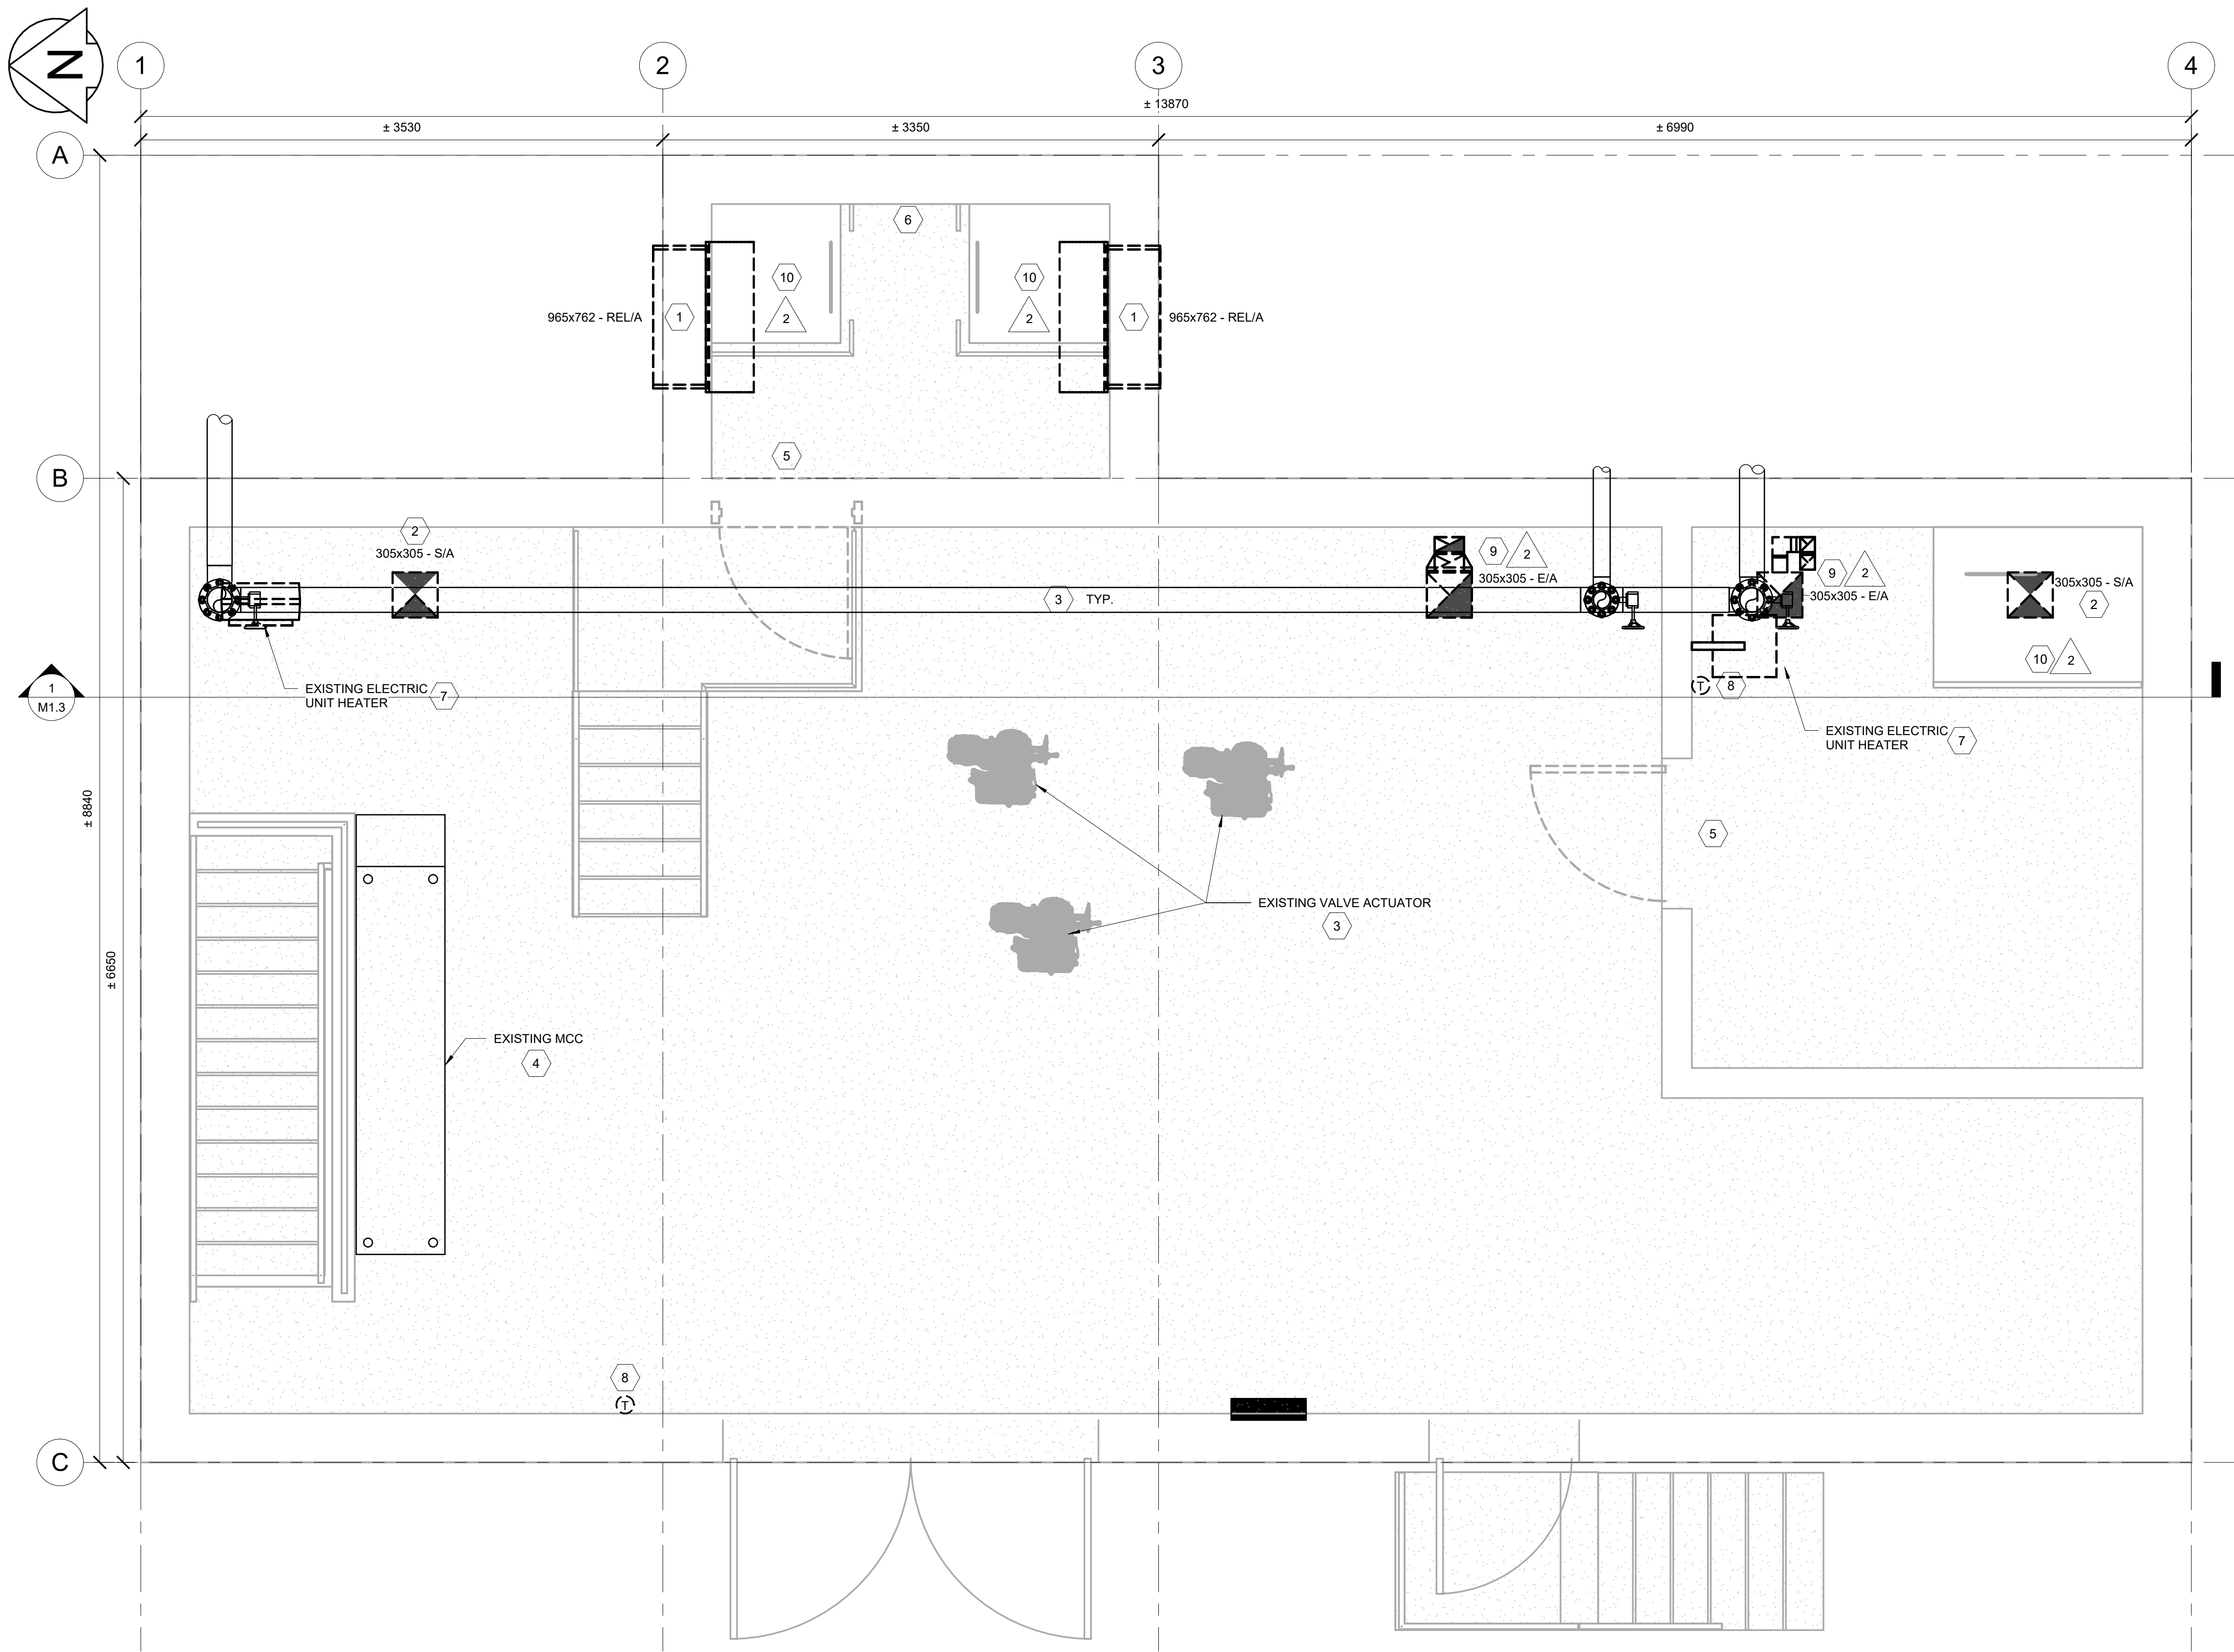 N
1
2
3
4
± 13870
± 3530
± 3350
± 6990
A
6
10
10
965x762 - REL/A
1
2
2
1
965x762 - REL/A
5
B
2
305x305 - S/A
9
2
305x305 - E/A
9
2
305x305 - E/A
305x305 - S/A
2
3
TYP.
10
2
1
M1.3
EXISTING ELECTRIC
UNIT HEATER
7
T
8
EXISTING ELECTRIC
UNIT HEATER
7
± 8840
5
EXISTING VALVE ACTUATOR
3
± 6650
EXISTING MCC
4
8
T
C